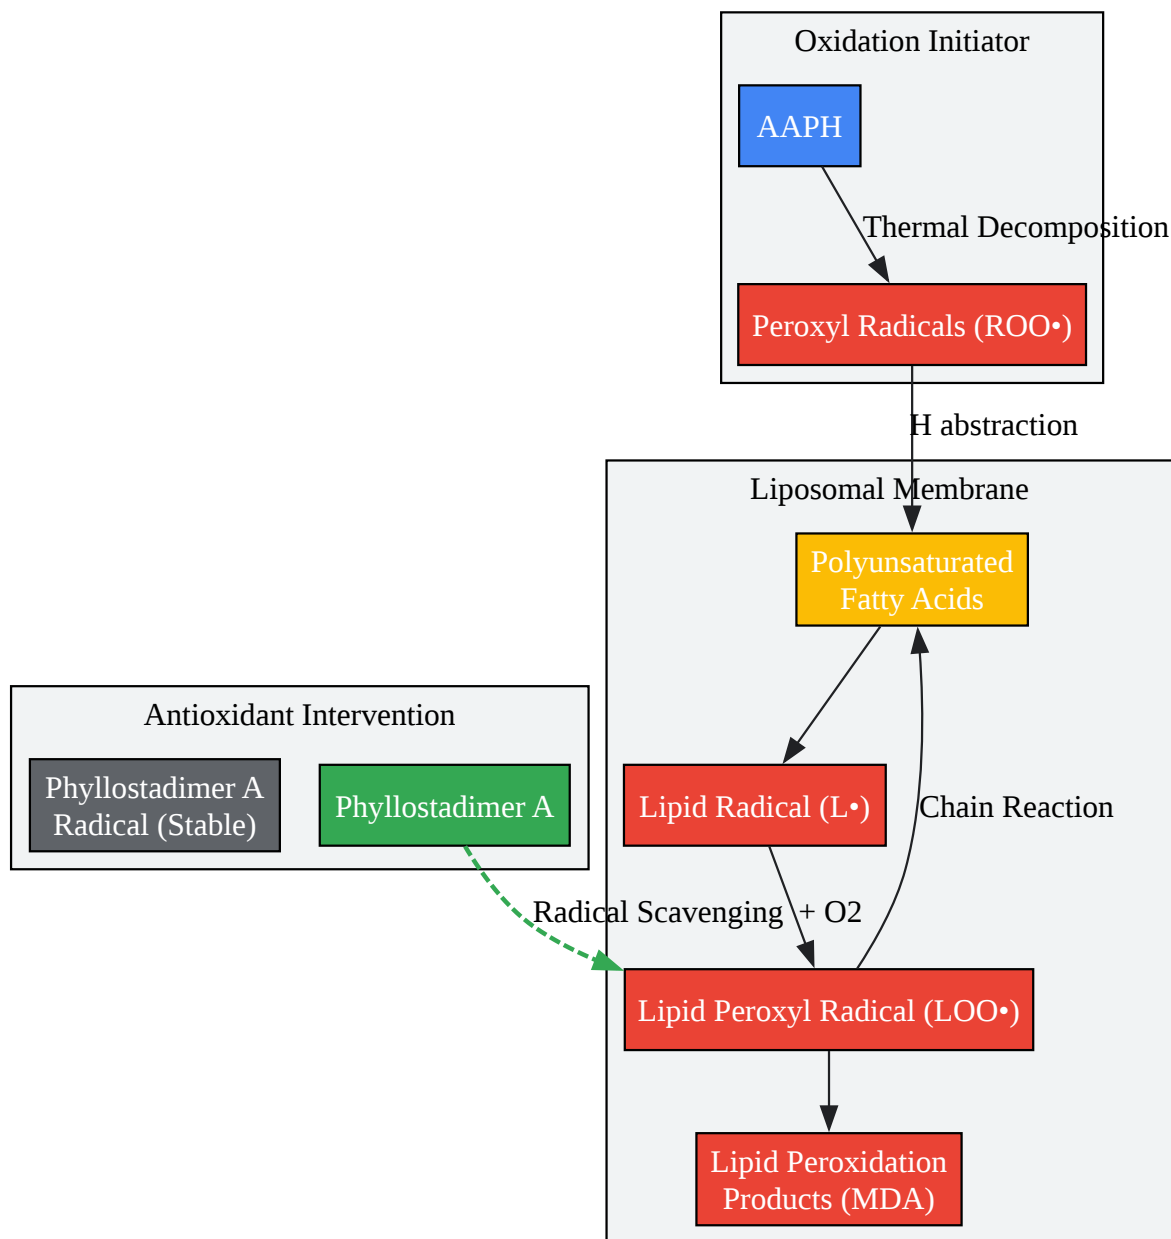 Oxidation Initiator
AAPH
Thermal Decomposition
Peroxyl Radicals (ROO•)
H abstraction
Liposomal Membrane
Polyunsaturated
Fatty Acids
Antioxidant Intervention
Phyllostadimer A
Radical (Stable)
Phyllostadimer A
Lipid Radical (L•)
Chain Reaction
Radical Scavenging
+ O2
Lipid Peroxyl Radical (LOO•)
Lipid Peroxidation
Products (MDA)